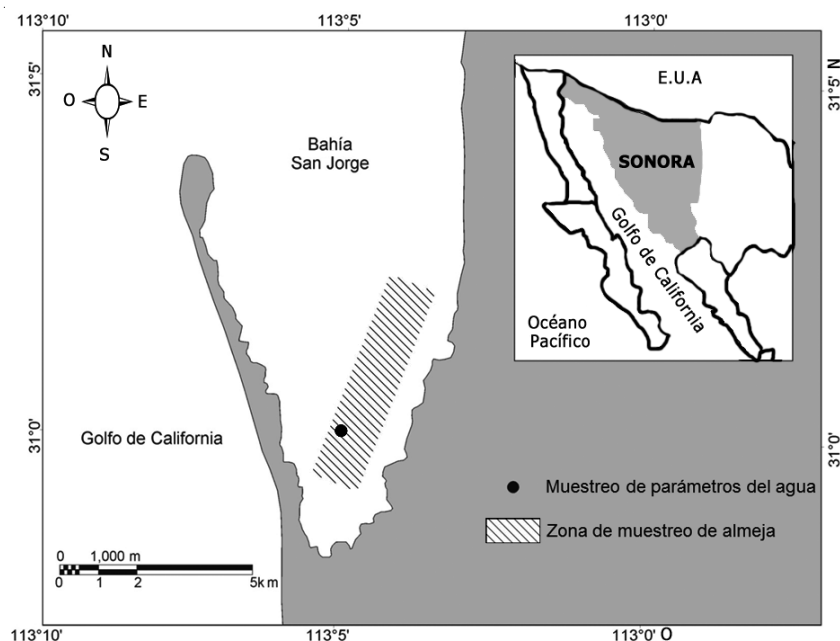 113°10'
113°5'
113°0'
31°5'
31°5' N
N
O
E
S
Bahía
San Jorge
E.U.A
SONORA
Golfo de California
Océano
Pacífico
Golfo de California
31°0'
31°0'
Muestreo de parámetros del agua
Zona de muestreo de almeja
0
1,000 m
0
1
2
5km
113°10'
113°5'
113°0' O